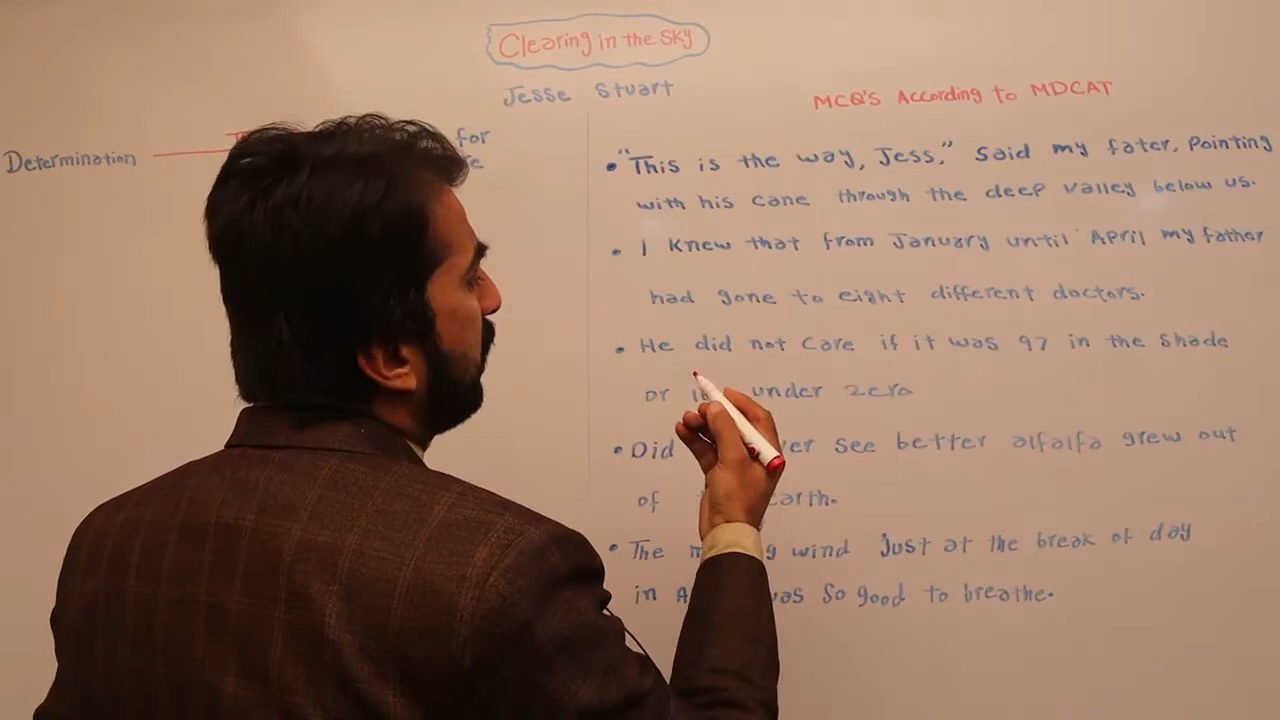 Clearing in the Sky
Jesse Stuart
MCQ'S According to MDCAT
Determination
for
"This is the way, Jess," Said my fater, Pointing
with his cane through the deep valley below us.
I Knew that from January until April my father
had gone to eight different doctors.
He did not Care if it was 97 in the Shade
or under zero
Did see better alfalfa grew out
of
The wind Just at the break of day
in so good to breathe.